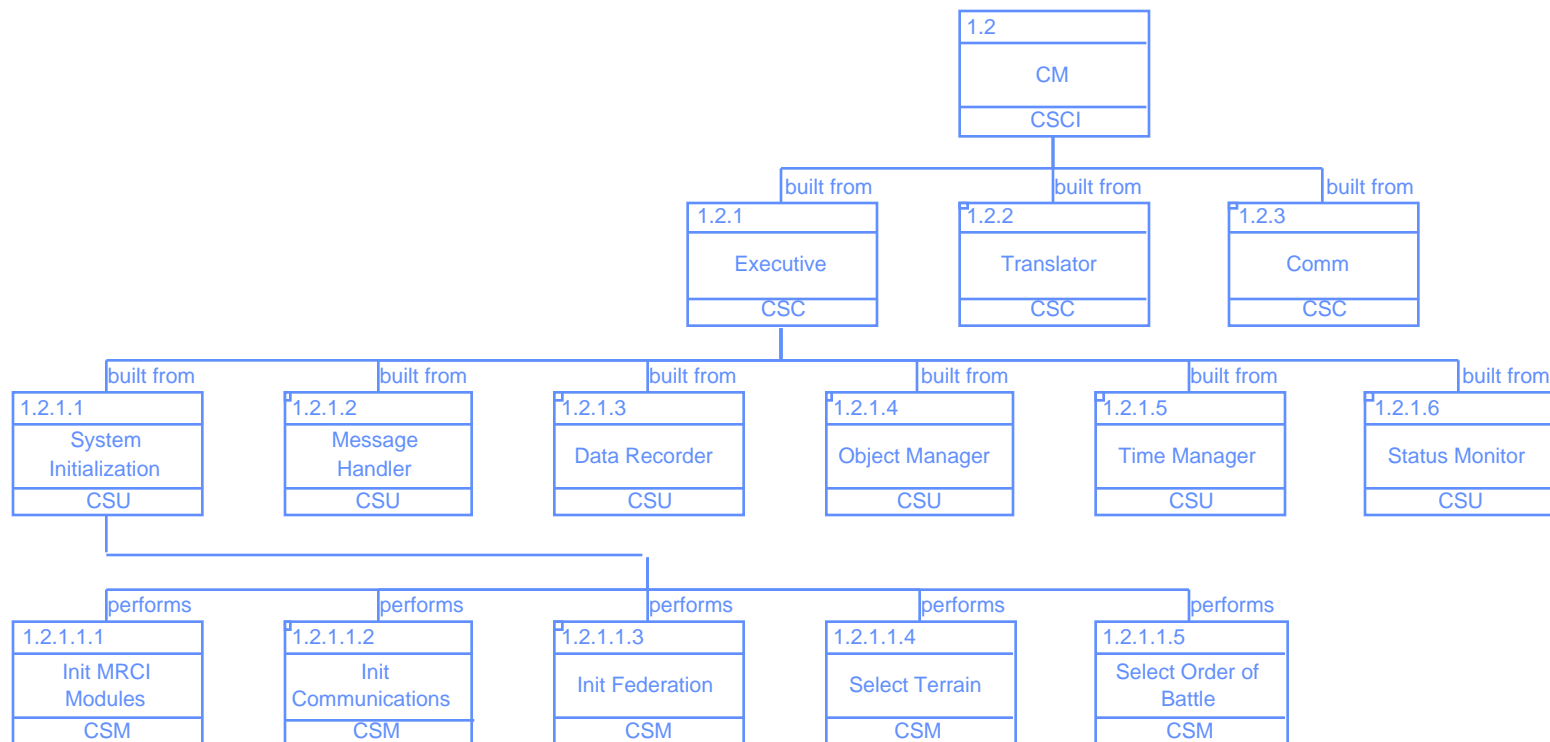 1.2
CM
CSCI
built from built from built from
1.2.1 1.2.2 1.2.3
Executive Translator Comm
CSC CSC CSC
built from built from built from built from built from built from
1.2.1.1 1.2.1.2 1.2.1.3 1.2.1.4 1.2.1.5 1.2.1.6
System Message
Initialization Handler Data Recorder Object Manager Time Manager Status Monitor
CSU CSU CSU CSU CSU CSU
performs performs performs performs performs
1.2.1.1.1 1.2.1.1.2 1.2.1.1.3 1.2.1.1.4 1.2.1.1.5
Init MRCI Init Select Order of
Modules Communications Init Federation Select Terrain Battle
CSM CSM CSM CSM CSM